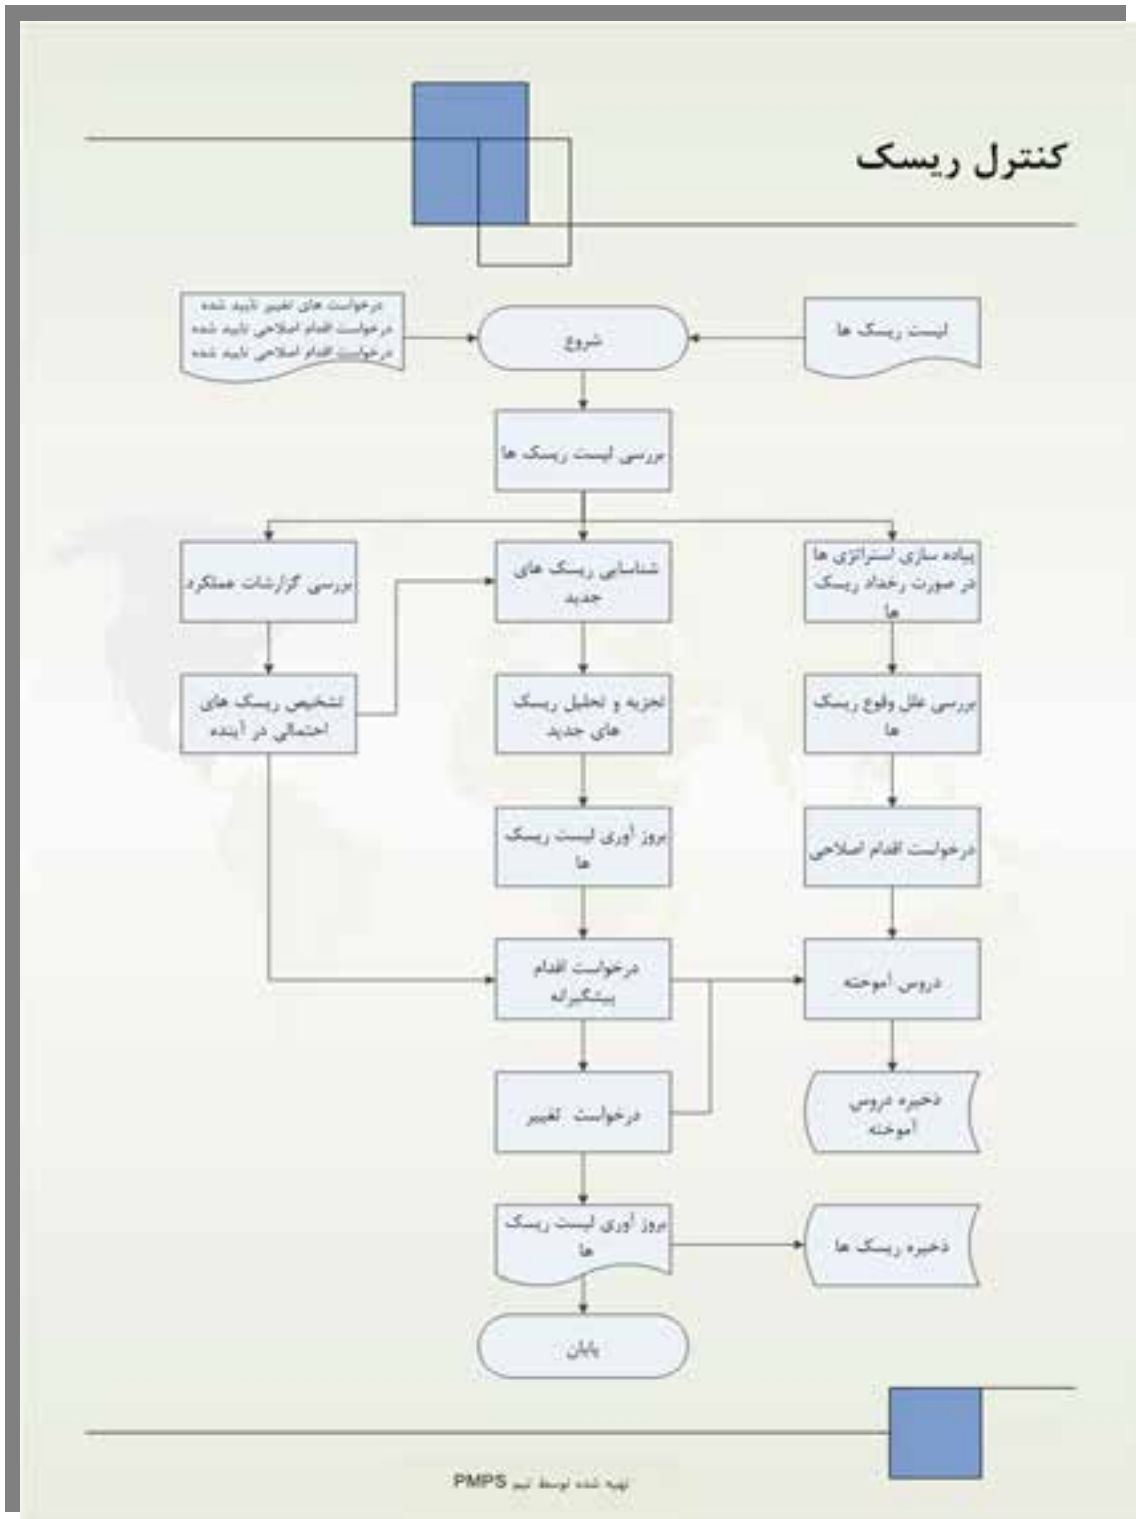 کنترل ریسک
لیست ریسک ها
شروع
درخواست های تغییر تایید شده
درخواست اقدام اصلاحی تایید شده
درخواست اقدام اصلاحی تایید شده
بررسی لیست ریسک ها
پیاده سازی استراتژی ها
در صورت رخداد ریسک
ها
شناسایی ریسک های
جدید
بررسی گزارشات عملکرد
بررسی علل وقوع ریسک
ها
تجزیه و تحلیل ریسک
های جدید
تشخیص ریسک های
احتمالی در آینده
درخواست اقدام اصلاحی
بروز آوری لیست ریسک
ها
دروس آموخته
درخواست اقدام
پیشگیرانه
ذخیره دروس
آموخته
درخواست تغییر
ذخیره ریسک ها
بروز آوری لیست ریسک
ها
پایان
تهیه شده توسط تیم PMPS